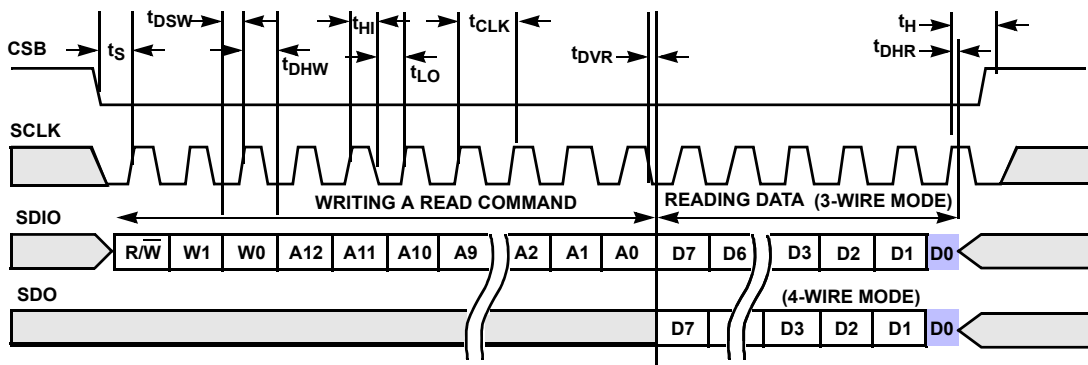 tDSW tHI tCLK tH
CSB tS tDVR tDHR
tDHW tLO
SCLK
WRITING A READ COMMAND READING DATA (3-WIRE MODE)
SDIO
R/W̅ W1 W0 A12 A11 A10 A9 A2 A1 A0 D7 D6 D3 D2 D1 D0
SDO
(4-WIRE MODE)
D7 D3 D2 D1 D0